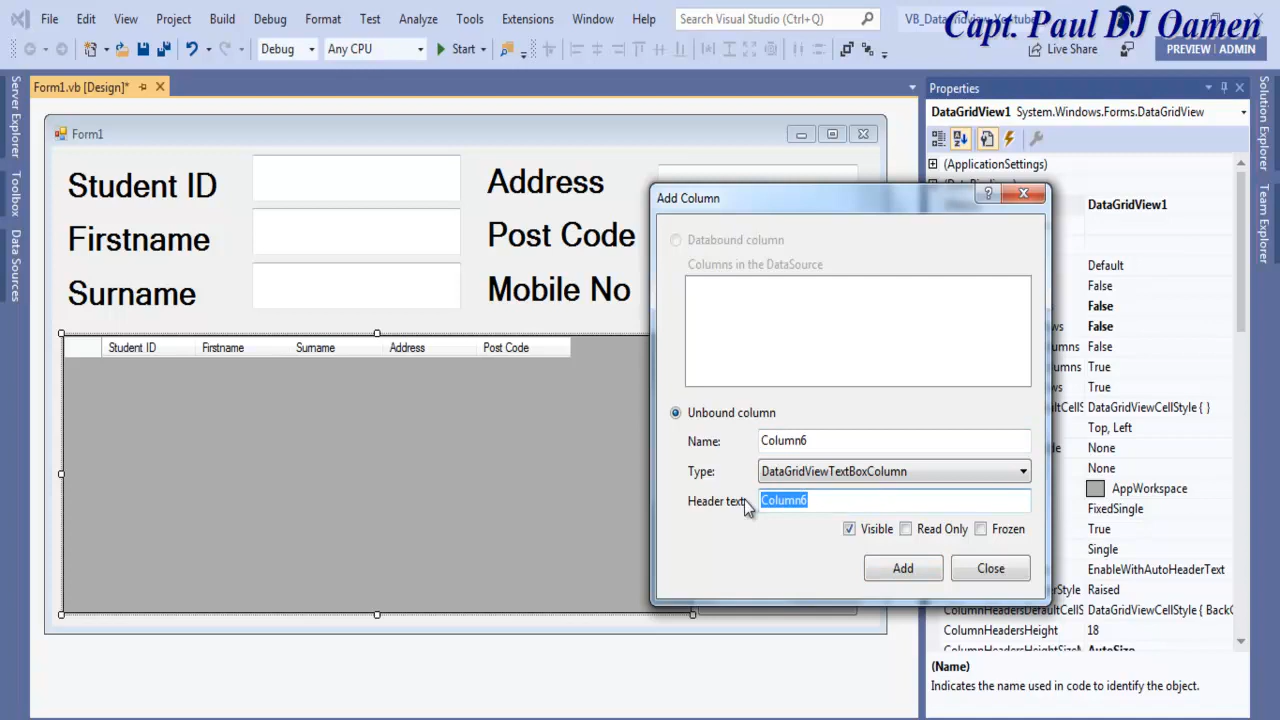 File Edit View Project Build Debug Format Test Analyze Tools Extensions Window Help Search Visual Studio (Ctrl+Q)
Capt. Paul DJ Oamen
Debug Any CPU Start Live Share PREVIEW | ADMIN
Form1.vb [Design]*
Server Explorer
Toolbox
Data Sources
Form1
Student ID
Firstname
Surname
Address
Post Code
Mobile No
Student ID Firstname Surname Address Post Code
Add Column
Databound column
Columns in the DataSource
Unbound column
Name: Column6
Type: DataGridViewTextBoxColumn
Header text: Column6
Visible Read Only Frozen
Add Close
Properties
DataGridView1 System.Windows.Forms.DataGridView
(ApplicationSettings)
DataGridView1
Default
False
False
False
False
True
True
DataGridViewCellStyle { }
Top, Left
None
None
AppWorkspace
FixedSingle
True
Single
EnableWithAutoHeaderText
Raised
ColumnHeadersDefaultCellS DataGridViewCellStyle { BackC
ColumnHeadersHeight 18
ColumnHeadersHeightSizeM AutoSize
(Name)
Indicates the name used in code to identify the object.
Solution Explorer
Team Explorer